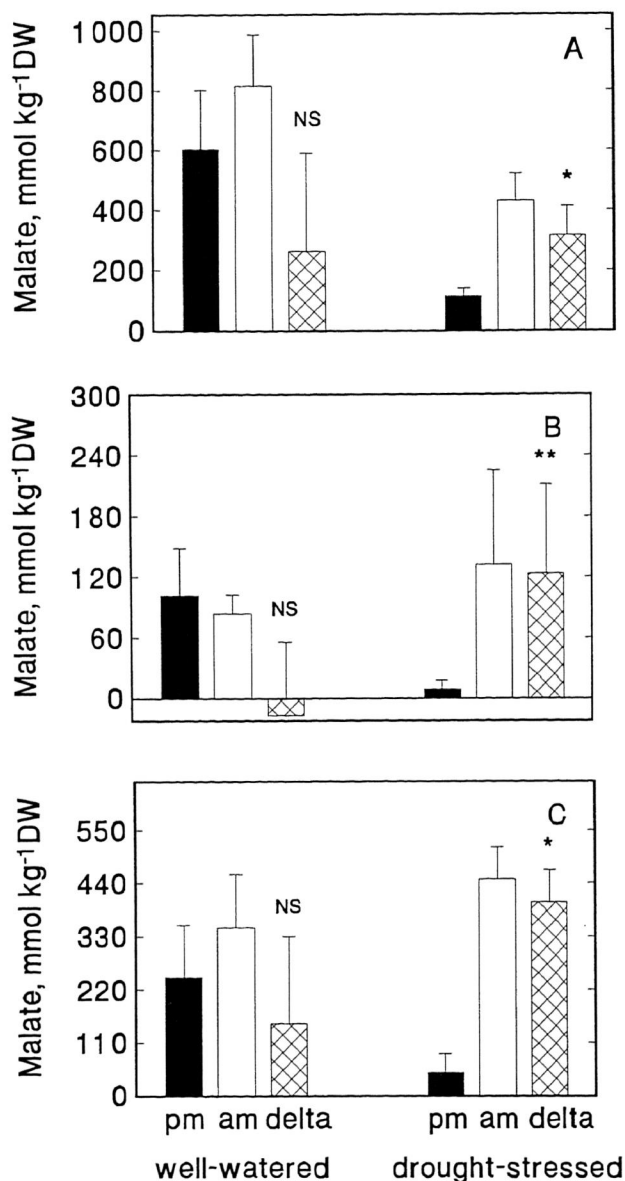 Malate, mmol kg⁻¹DW
1000
800
600
400
200
0
A
NS
*
Malate, mmol kg⁻¹DW
300
240
180
120
60
0
B
NS
**
Malate, mmol kg⁻¹DW
550
440
330
220
110
0
C
NS
*
pm am delta pm am delta
well-watered drought-stressed